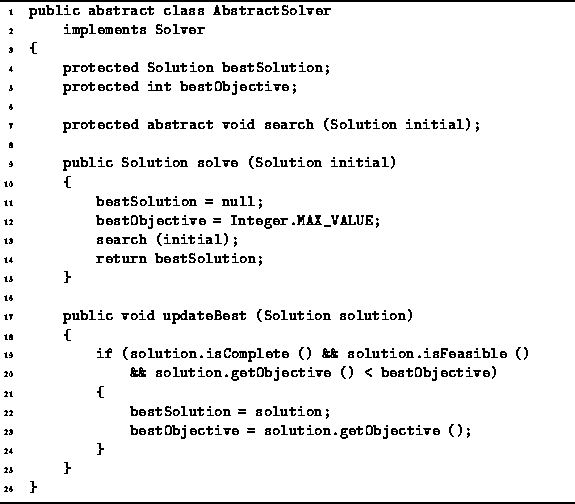 1 public abstract class AbstractSolver
2     implements Solver
3 {
4     protected Solution bestSolution;
5     protected int bestObjective;
6
7     protected abstract void search (Solution initial);
8
9     public Solution solve (Solution initial)
10     {
11         bestSolution = null;
12         bestObjective = Integer.MAX_VALUE;
13         search (initial);
14         return bestSolution;
15     }
16
17     public void updateBest (Solution solution)
18     {
19         if (solution.isComplete () && solution.isFeasible ()
20             && solution.getObjective () < bestObjective)
21         {
22             bestSolution = solution;
23             bestObjective = solution.getObjective ();
24         }
25     }
26 }